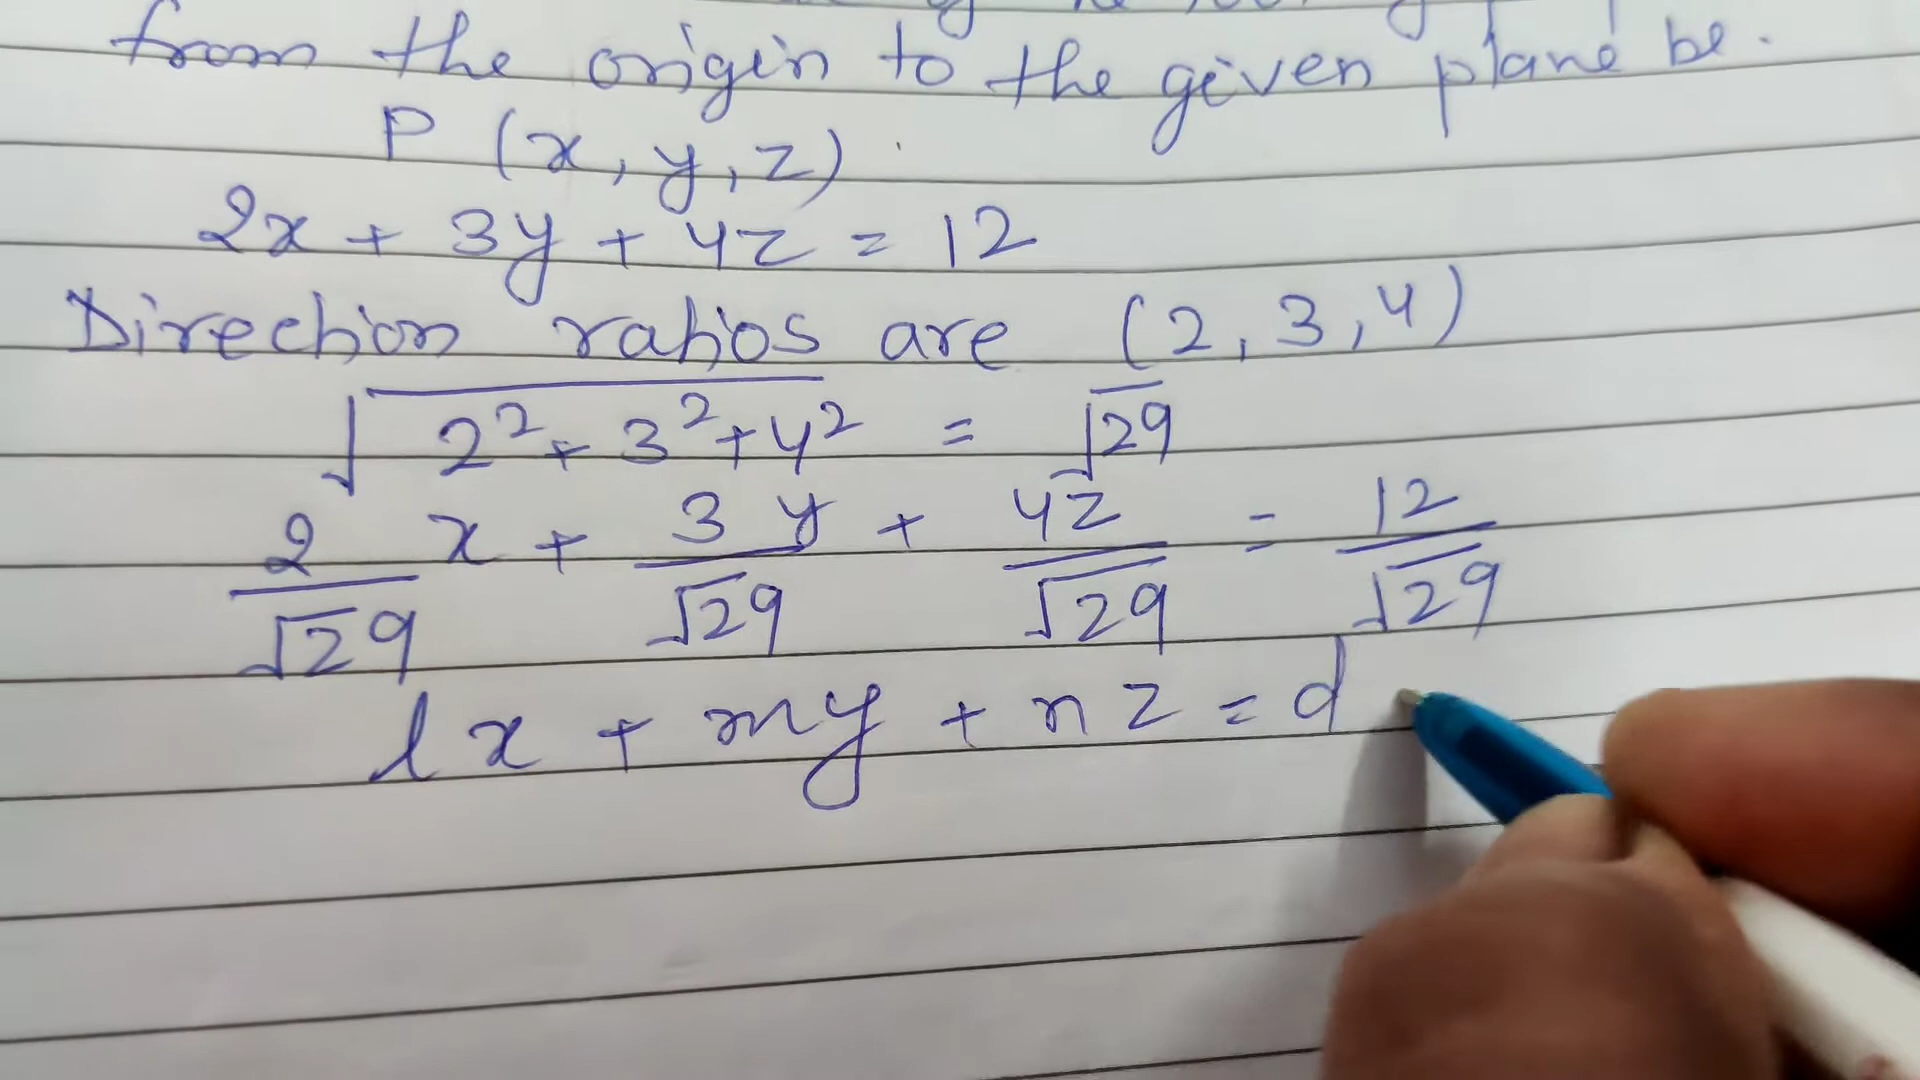 from the origin to the given plane be.
P (x, y, z).
2x + 3y + 4z = 12
Direction ratios are (2, 3, 4)
√2² + 3² + 4² = √29
2/√29 x + 3y/√29 + 4z/√29 = 12/√29
lx + my + nz = d